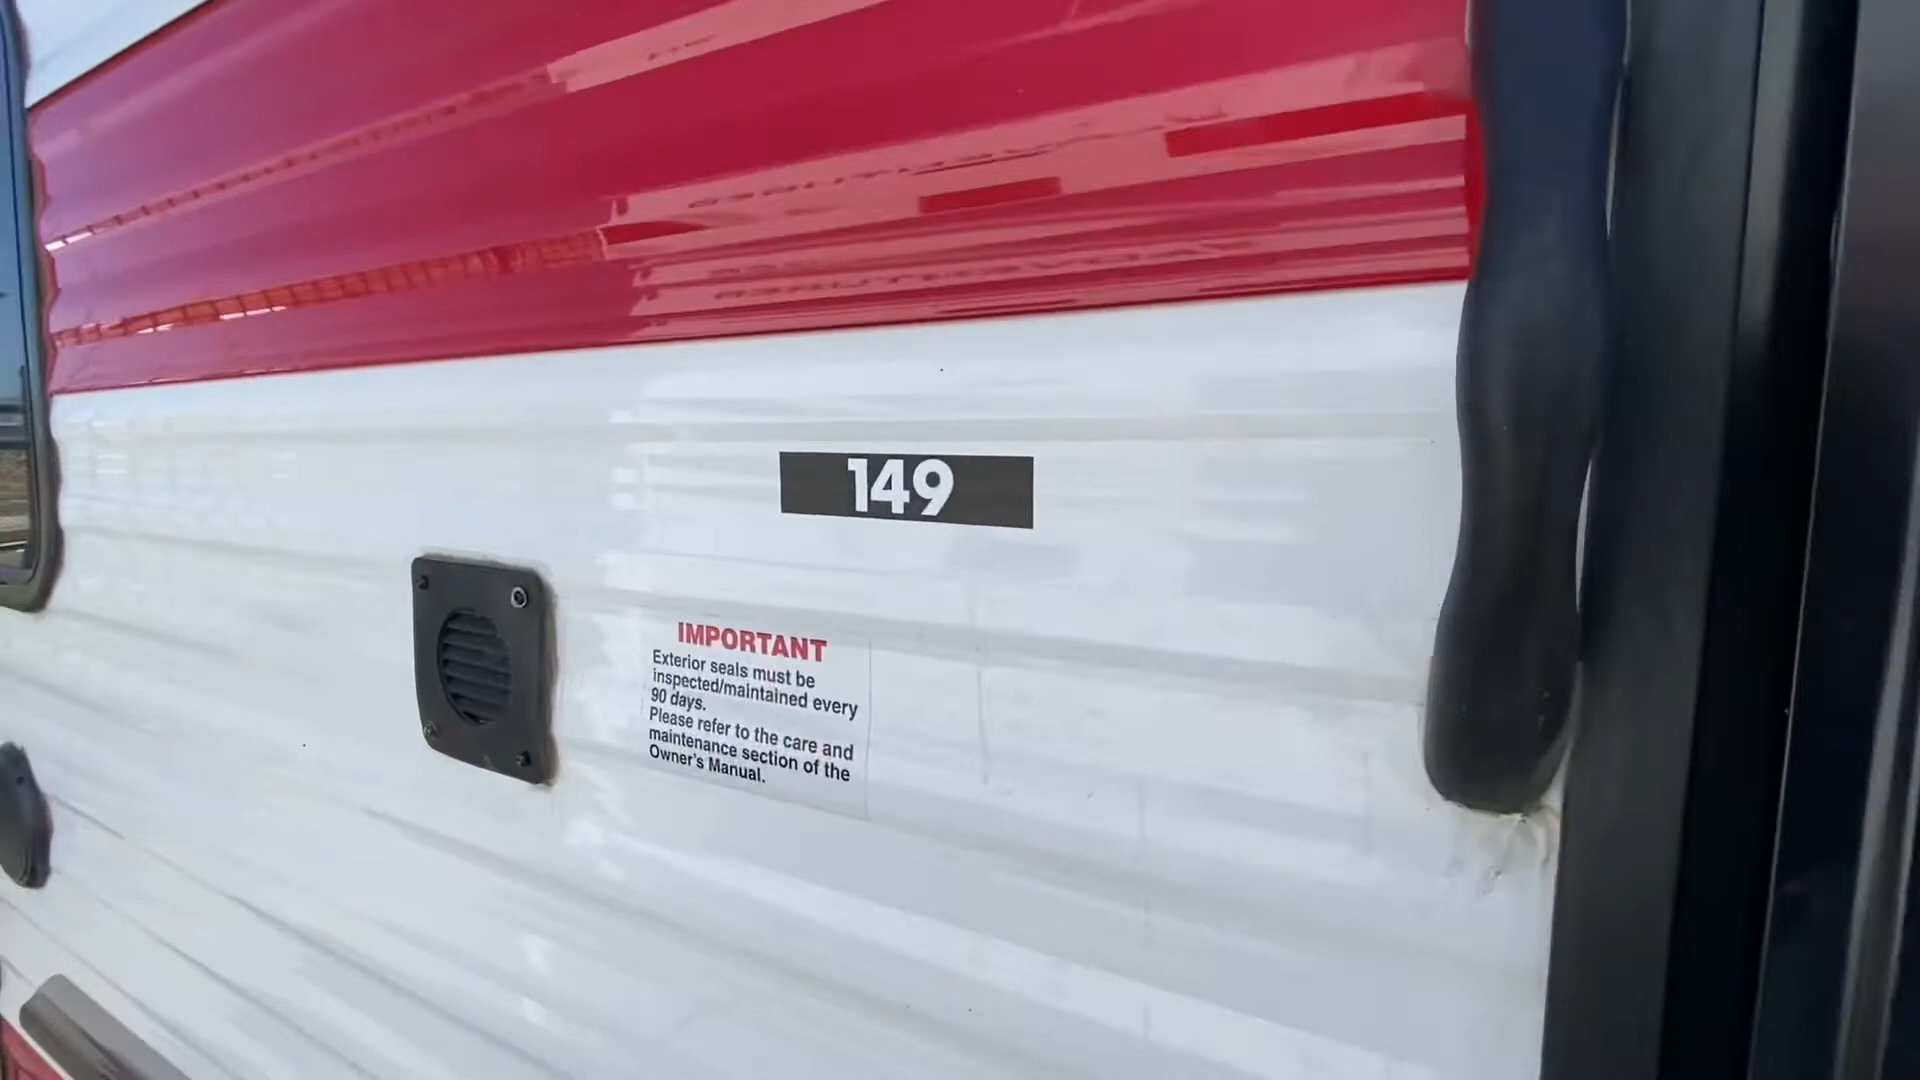 149
IMPORTANT
Exterior seals must be
inspected/maintained every
90 days.
Please refer to the care and
maintenance section of the
Owner's Manual.